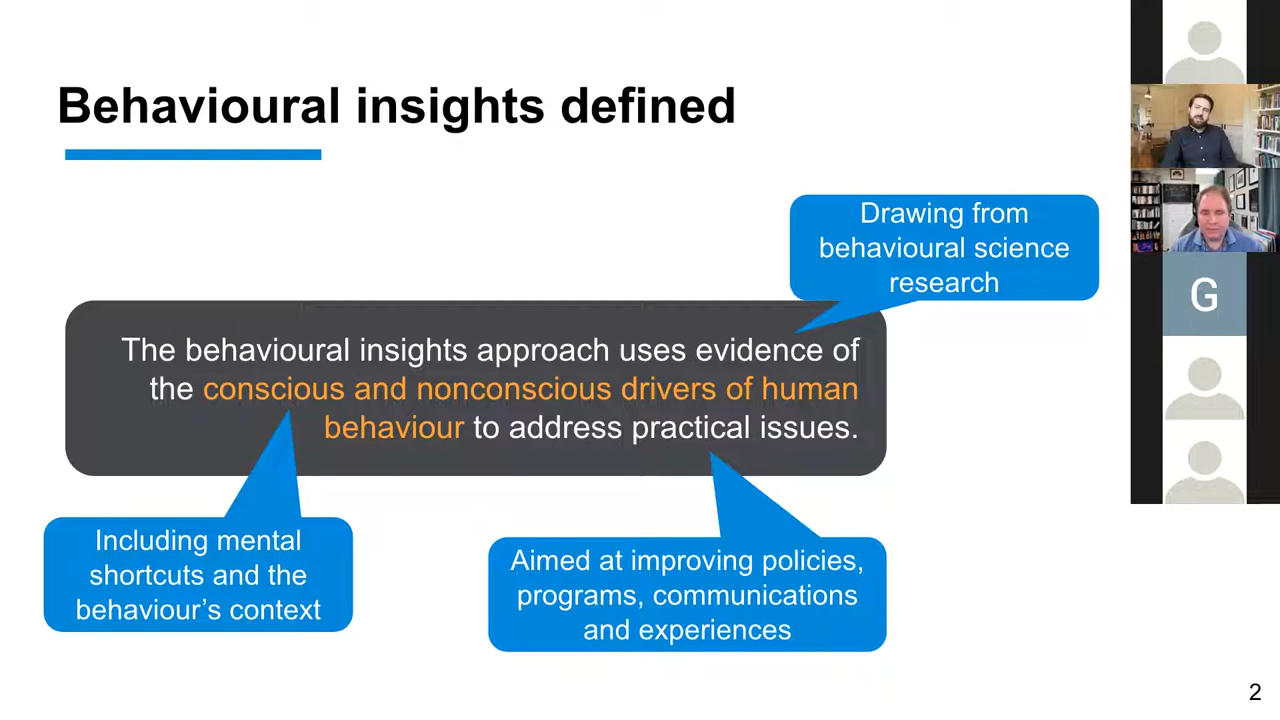 Behavioural insights defined
Drawing from
behavioural science
research
The behavioural insights approach uses evidence of
the conscious and nonconscious drivers of human
behaviour to address practical issues.
Including mental
shortcuts and the
behaviour’s context
Aimed at improving policies,
programs, communications
and experiences
G
2